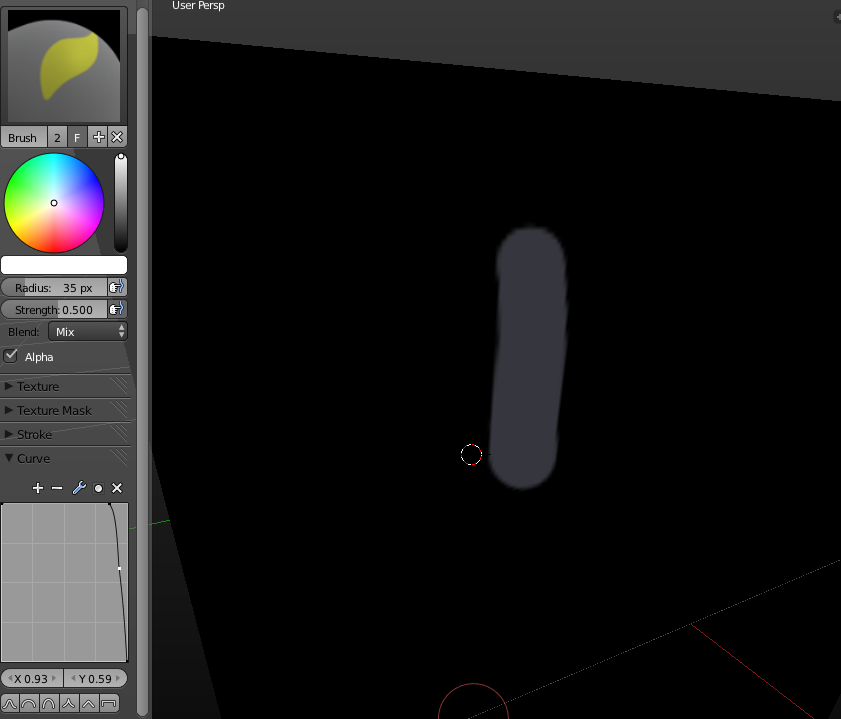 User Persp
Brush 2 F
Radius: 35 px
Strength: 0.500
Blend: Mix
Alpha
Texture
Texture Mask
Stroke
Curve
X 0.93 Y 0.59